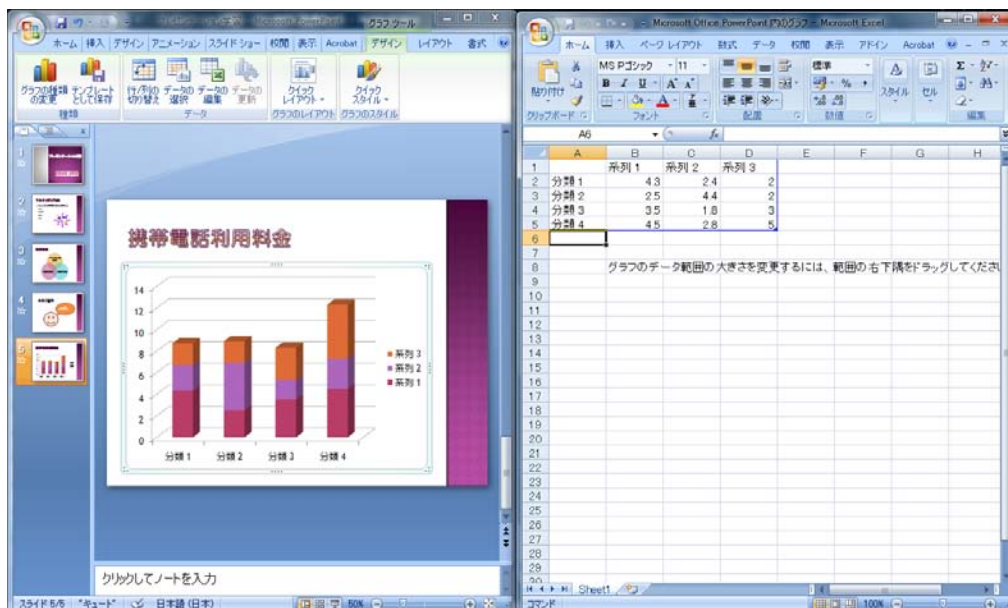 グラフ ツール
ホーム 挿入 デザイン アニメーション スライド ショー 校閲 表示 Acrobat デザイン レイアウト 書式
グラフの種類の変更 テンプレートとして保存 行/列の切り替え データの選択 データの編集 データの更新 クイックレイアウト クイックスタイル
種類 データ グラフのレイアウト グラフのスタイル
1
2
3
4
5
携帯電話利用料金
14
12
10
8
6
4
2
0
系列 3
系列 2
系列 1
分類 1 分類 2 分類 3 分類 4
クリックしてノートを入力
スライド 5/5 "キュート" 日本語 (日本) 50%
Microsoft Office PowerPoint 内のグラフ - Microsoft Excel
ホーム 挿入 ページ レイアウト 数式 データ 校閲 表示 アドイン Acrobat
貼り付け MS Pゴシック 11 標準 スタイル セル
B I U A A
クリップボード フォント 配置 数値 編集
A6 fx
A B C D E F G H
1 系列 1 系列 2 系列 3
2 分類 1 4.3 2.4 2
3 分類 2 2.5 4.4 2
4 分類 3 3.5 1.8 3
5 分類 4 4.5 2.8 5
6
7
8 グラフのデータ範囲の大きさを変更するには、範囲の右下隅をドラッグしてくださ
9
10
11
12
13
14
15
16
17
18
19
20
21
22
23
24
25
26
27
28
29
30
Sheet1
コマンド 100%